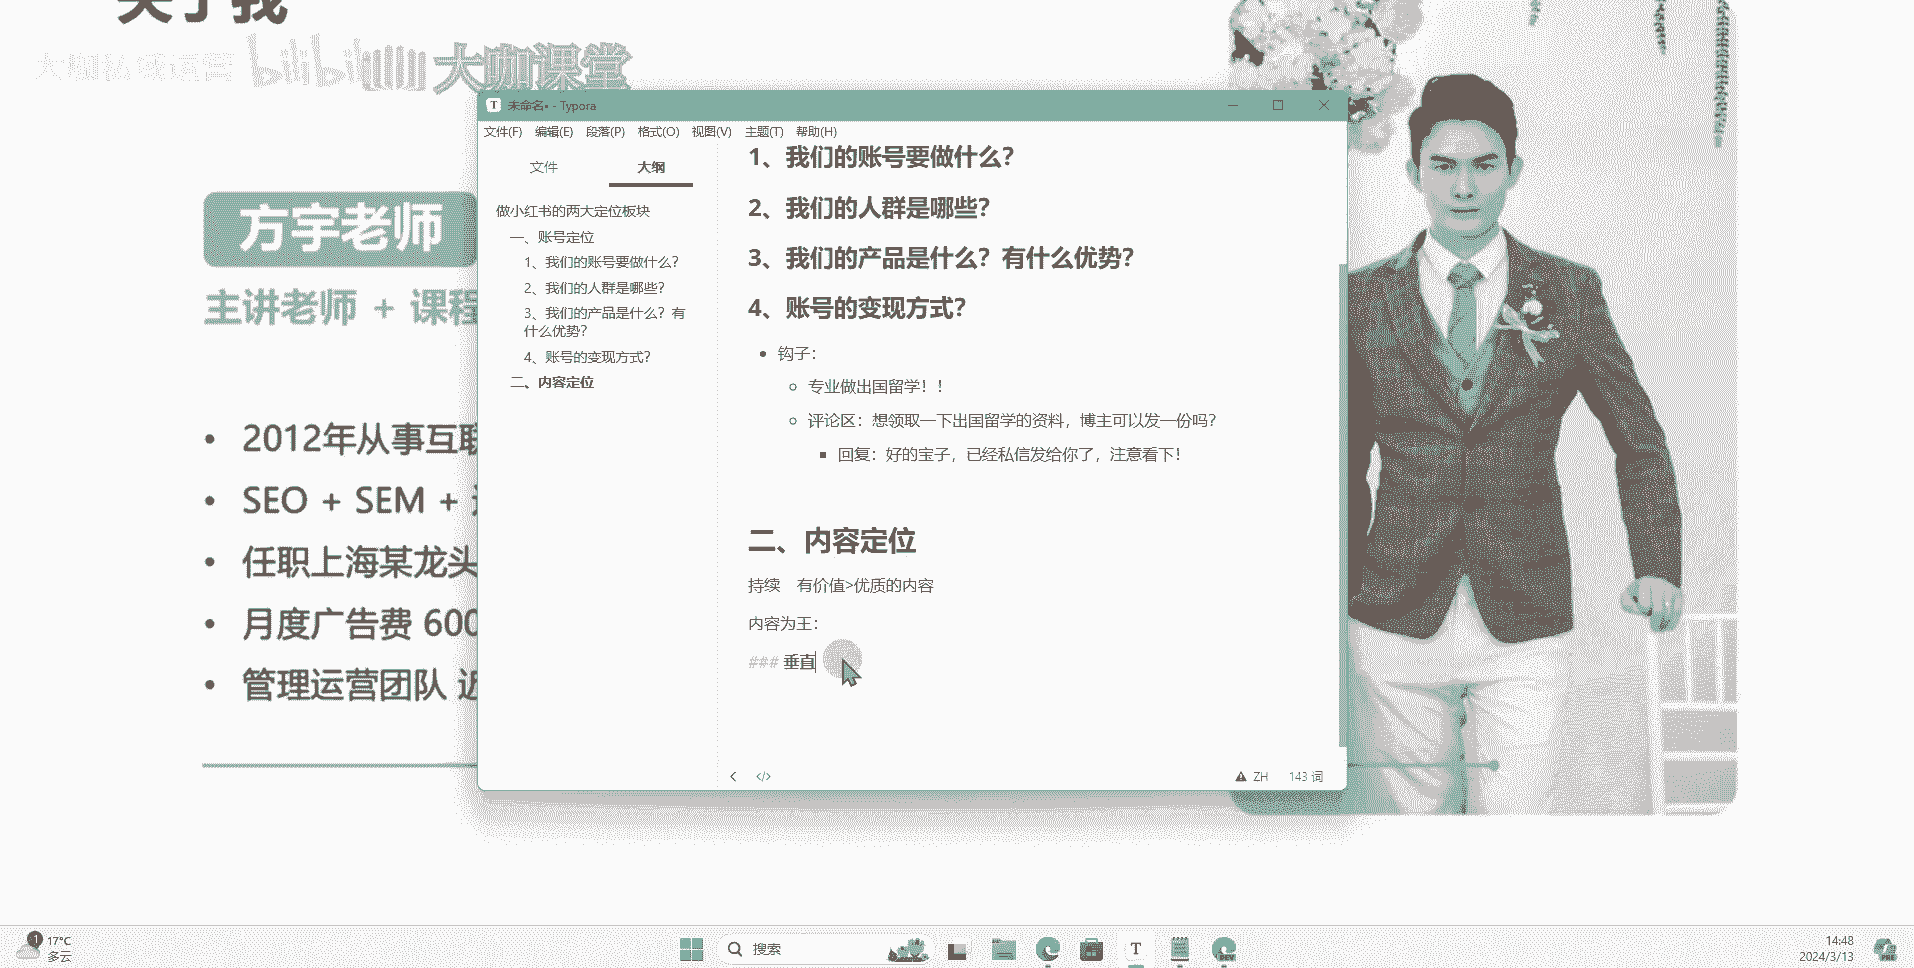 关于我
大咖私域运营 bilibili 大咖课堂
方宇老师
主讲老师 + 课程
2012年从事互联
SEO + SEM +
任职上海某龙头
月度广告费 600
管理运营团队 近
T 未命名• - Typora
文件(F) 编辑(E) 段落(P) 格式(O) 视图(V) 主题(T) 帮助(H)
文件 大纲
做小红书的两大定位板块
一、账号定位
1、我们的账号要做什么？
2、我们的人群是哪些？
3、我们的产品是什么？有
什么优势？
4、账号的变现方式？
二、内容定位
1、我们的账号要做什么？
2、我们的人群是哪些？
3、我们的产品是什么？有什么优势？
4、账号的变现方式？
钩子：
专业做出国留学！！
评论区：想领取一下出国留学的资料，博主可以发一份吗？
回复：好的宝子，已经私信发给你了，注意看下！
二、内容定位
持续 有价值>优质的内容
内容为王：
### 垂直
</> ZH 143 词
1 17°C
多云
搜索
T
DEV
14:48
2024/3/13
PRE